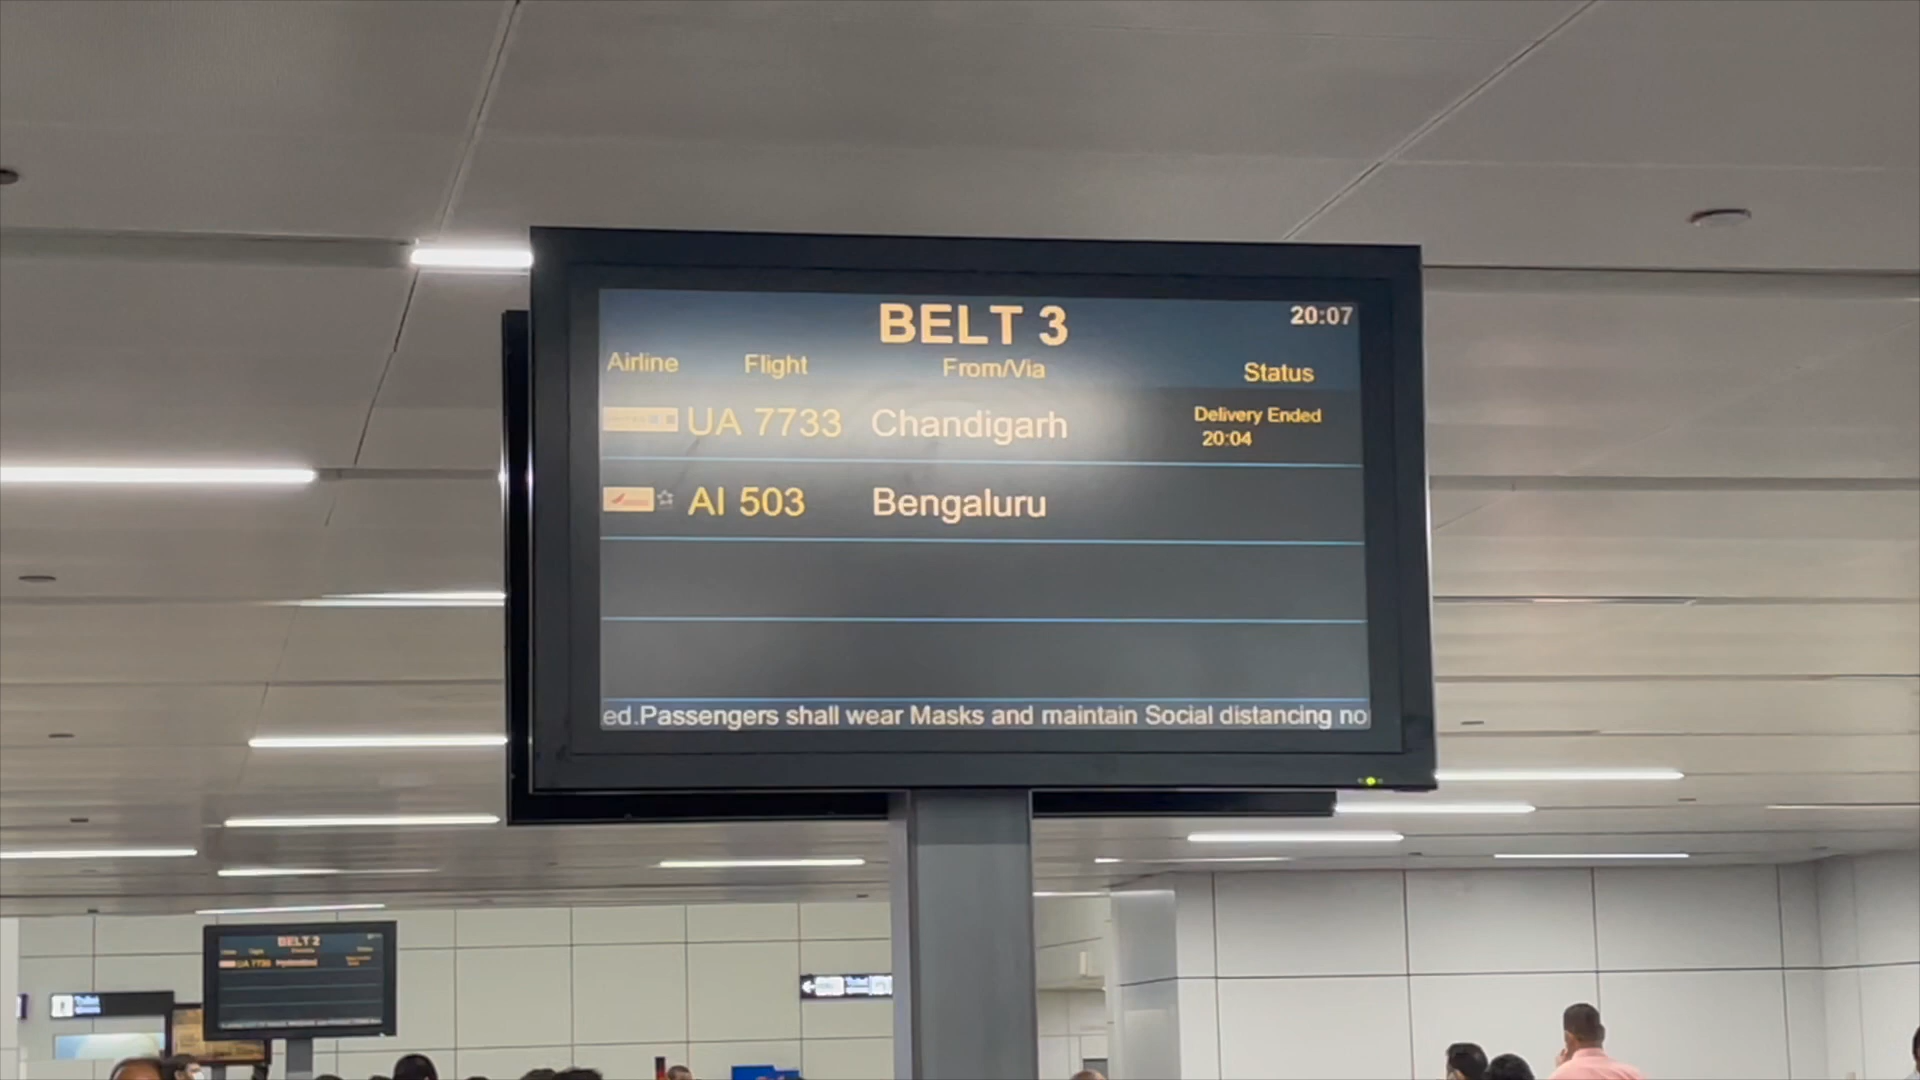 BELT 3
20:07
Airline Flight From/Via Status
UA 7733 Chandigarh Delivery Ended
20:04
AI 503 Bengaluru
ed.Passengers shall wear Masks and maintain Social distancing no
BELT 2
Toilet